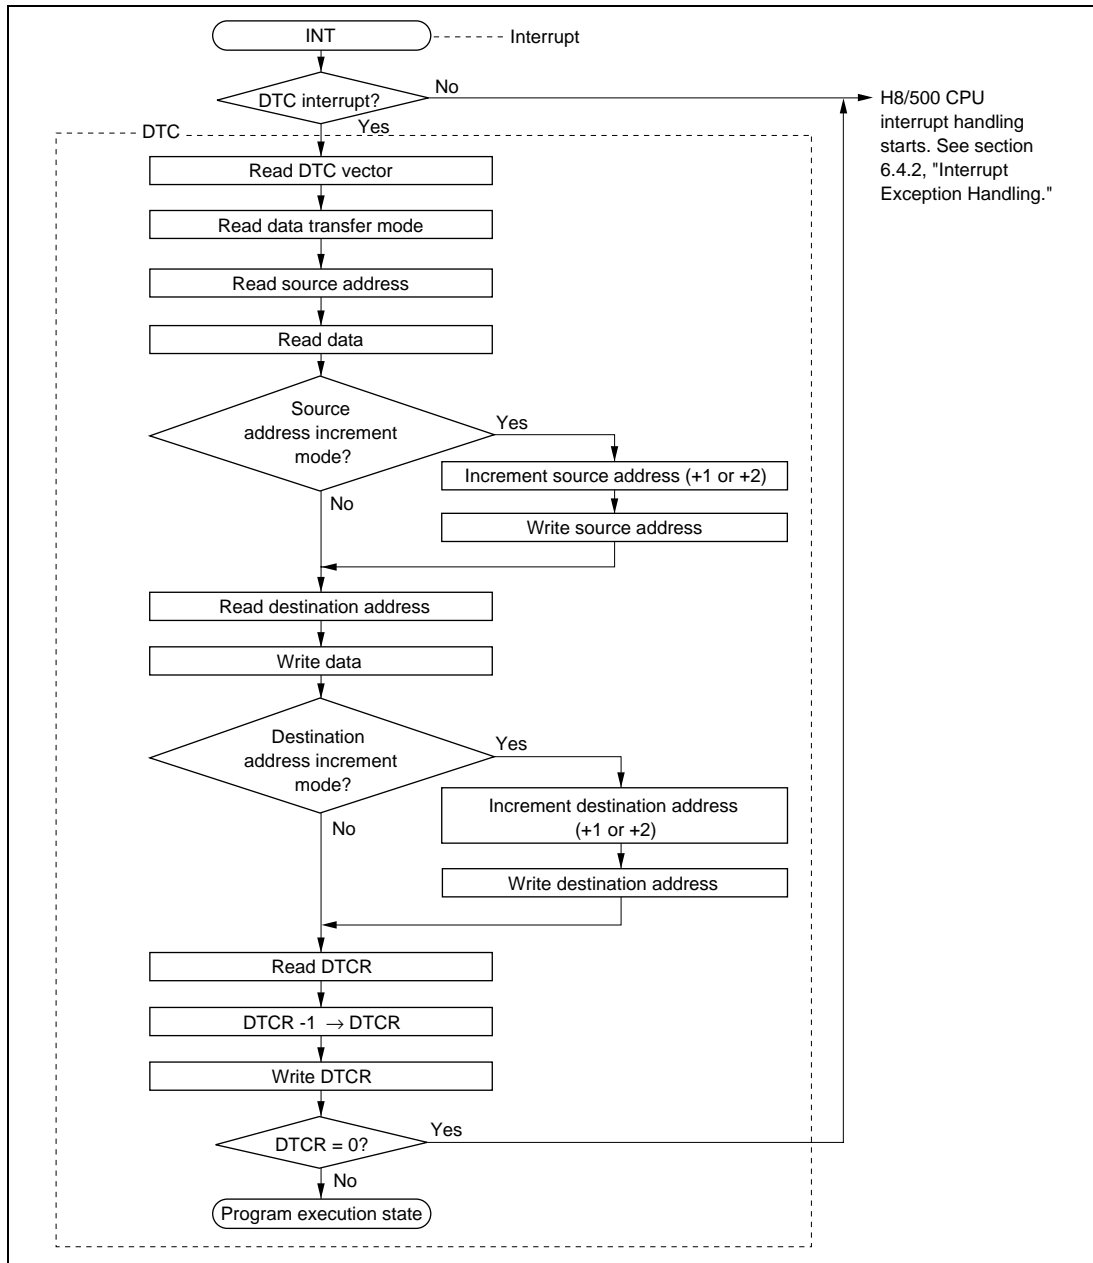 INT
Interrupt
No
DTC interrupt?
H8/500 CPU
interrupt handling
starts. See section
6.4.2, "Interrupt
Exception Handling."
Yes
DTC
Read DTC vector
Read data transfer mode
Read source address
Read data
Source
address increment
mode?
Yes
Increment source address (+1 or +2)
No
Write source address
Read destination address
Write data
Destination
address increment
mode?
Yes
Increment destination address
(+1 or +2)
No
Write destination address
Read DTCR
DTCR -1 → DTCR
Write DTCR
Yes
DTCR = 0?
No
Program execution state